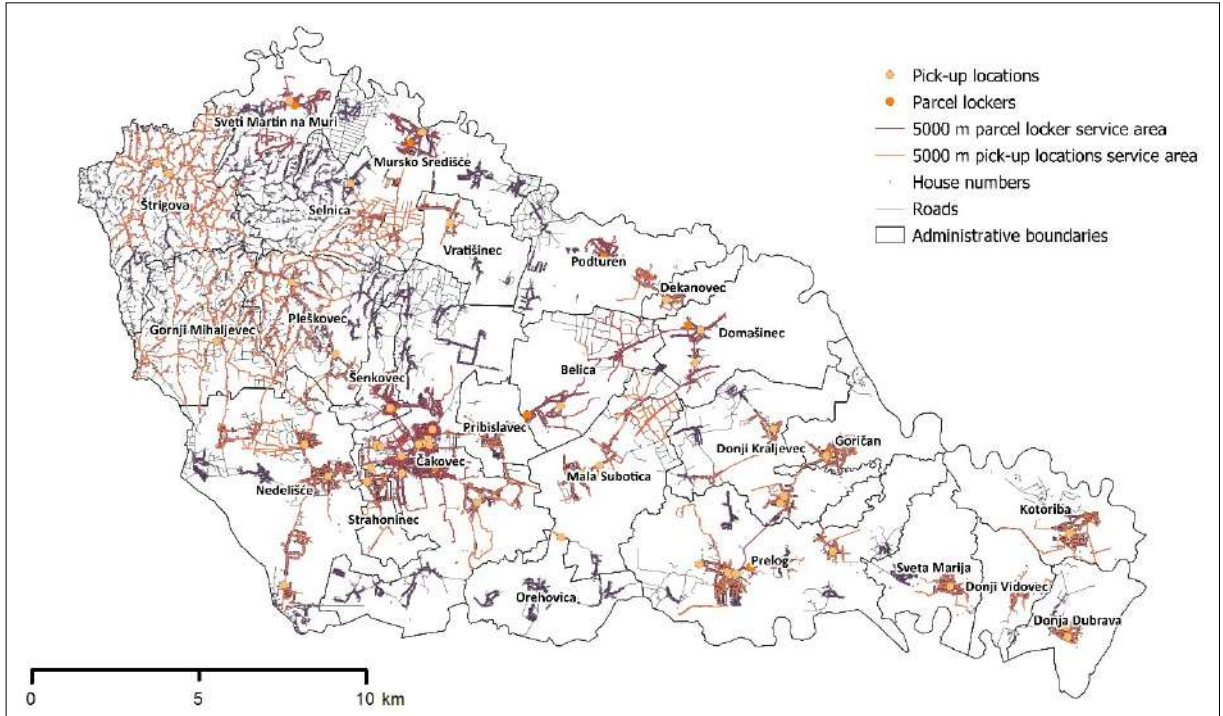 Pick-up locations
Parcel lockers
5000 m parcel locker service area
5000 m pick-up locations service area
House numbers
Roads
Administrative boundaries
Sveti Martin na Muri
Mursko Središće
Štrigova
Selnica
Vratišinec
Podturen
Dekanovec
Gornji Mihaljevec
Pleškovec
Domašinec
Belica
Šenkovec
Pribislavec
Donji Kraljevec
Goričan
Čakovec
Mala Subotica
Nedelišće
Strahoninec
Kotoriba
Prelog
Sveta Marija
Donji Vidovec
Orehovica
Donja Dubrava
0 5 10 km